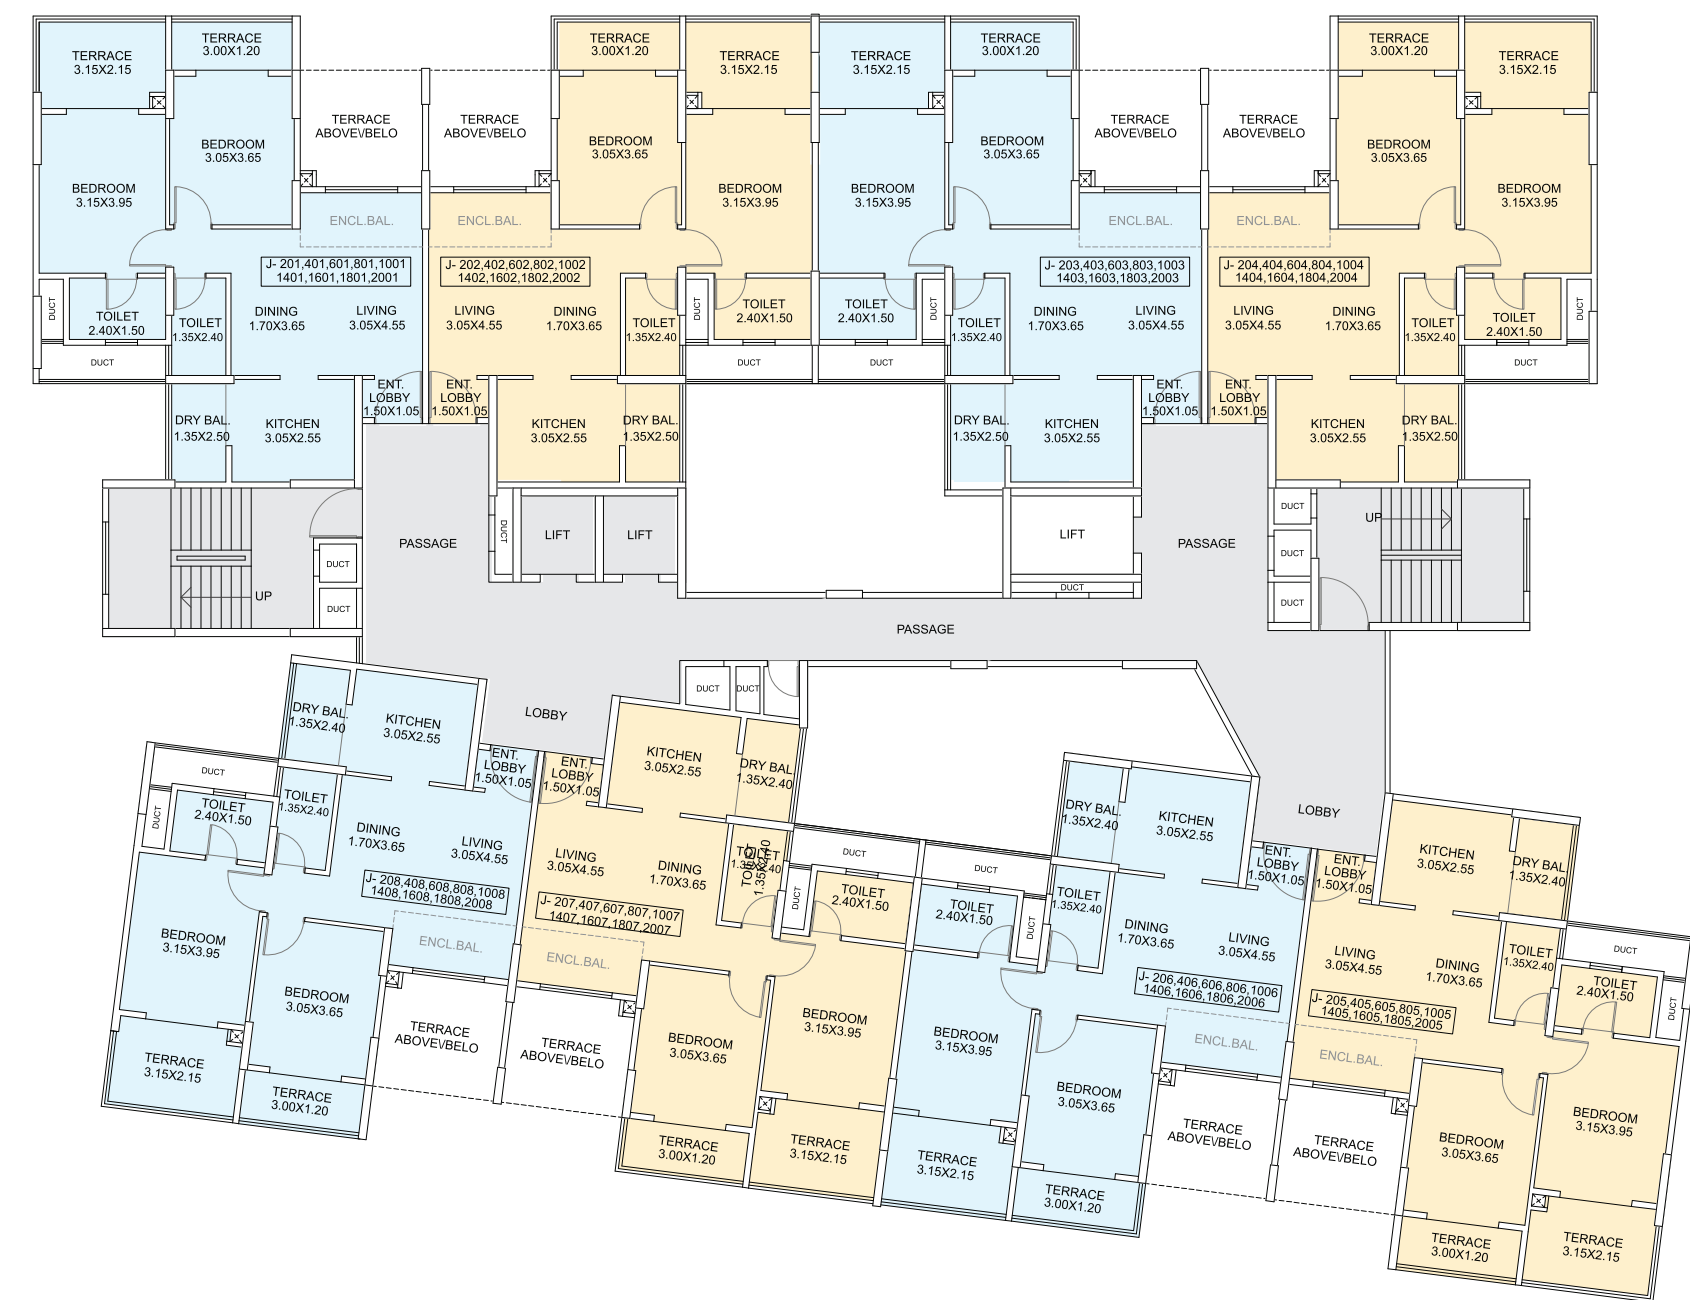 TERRACE
3.15X2.15
TERRACE
3.00X1.20
BEDROOM
3.15X3.95
BEDROOM
3.05X3.65
TERRACE
ABOVE\/BELO
ENCL.BAL.
J- 201,401,601,801,1001
1401,1601,1801,2001
DINING
1.70X3.65
LIVING
3.05X4.55
TOILET
2.40X1.50
TOILET
1.35X2.40
DUCT
DUCT
ENT.
LOBBY
1.50X1.05
DRY BAL.
1.35X2.50
KITCHEN
3.05X2.55
TERRACE
3.00X1.20
TERRACE
3.15X2.15
TERRACE
ABOVE\/BELO
BEDROOM
3.05X3.65
BEDROOM
3.15X3.95
ENCL.BAL.
J- 202,402,602,802,1002
1402,1602,1802,2002
LIVING
3.05X4.55
DINING
1.70X3.65
TOILET
1.35X2.40
TOILET
2.40X1.50
DUCT
DUCT
ENT.
LOBBY
1.50X1.05
KITCHEN
3.05X2.55
DRY BAL.
1.35X2.50
TERRACE
3.15X2.15
TERRACE
3.00X1.20
BEDROOM
3.15X3.95
BEDROOM
3.05X3.65
TERRACE
ABOVE\/BELO
ENCL.BAL.
J- 203,403,603,803,1003
1403,1603,1803,2003
DINING
1.70X3.65
LIVING
3.05X4.55
TOILET
2.40X1.50
TOILET
1.35X2.40
DUCT
DUCT
ENT.
LOBBY
1.50X1.05
DRY BAL.
1.35X2.50
KITCHEN
3.05X2.55
TERRACE
3.00X1.20
TERRACE
3.15X2.15
TERRACE
ABOVE\/BELO
BEDROOM
3.05X3.65
BEDROOM
3.15X3.95
ENCL.BAL.
J- 204,404,604,804,1004
1404,1604,1804,2004
LIVING
3.05X4.55
DINING
1.70X3.65
TOILET
1.35X2.40
TOILET
2.40X1.50
DUCT
DUCT
ENT.
LOBBY
1.50X1.05
KITCHEN
3.05X2.55
DRY BAL.
1.35X2.50
UP
DUCT
DUCT
PASSAGE
DUCT
LIFT
LIFT
LIFT
DUCT
PASSAGE
DUCT
DUCT
DUCT
UP
PASSAGE
LOBBY
DUCT
DUCT
LOBBY
DRY BAL.
1.35X2.40
KITCHEN
3.05X2.55
ENT.
LOBBY
1.50X1.05
DUCT
DUCT
TOILET
2.40X1.50
TOILET
1.35X2.40
DINING
1.70X3.65
LIVING
3.05X4.55
J- 208,408,608,808,1008
1408,1608,1808,2008
ENCL.BAL.
BEDROOM
3.15X3.95
BEDROOM
3.05X3.65
TERRACE
ABOVE\/BELO
TERRACE
3.15X2.15
TERRACE
3.00X1.20
ENT.
LOBBY
1.50X1.05
KITCHEN
3.05X2.55
DRY BAL.
1.35X2.40
LIVING
3.05X4.55
DINING
1.70X3.65
TOILET
1.35X2.40
TOILET
1.35X2.40
DUCT
DUCT
TOILET
2.40X1.50
J- 207,407,607,807,1007
1407,1607,1807,2007
ENCL.BAL.
TERRACE
ABOVE\/BELO
BEDROOM
3.05X3.65
BEDROOM
3.15X3.95
TERRACE
3.00X1.20
TERRACE
3.15X2.15
DRY BAL.
1.35X2.40
KITCHEN
3.05X2.55
ENT.
LOBBY
1.50X1.05
DUCT
DUCT
TOILET
2.40X1.50
TOILET
1.35X2.40
DINING
1.70X3.65
LIVING
3.05X4.55
J- 206,406,606,806,1006
1406,1606,1806,2006
ENCL.BAL.
BEDROOM
3.15X3.95
BEDROOM
3.05X3.65
TERRACE
ABOVE\/BELO
TERRACE
3.15X2.15
TERRACE
3.00X1.20
ENT.
LOBBY
1.50X1.05
KITCHEN
3.05X2.55
DRY BAL.
1.35X2.40
LIVING
3.05X4.55
DINING
1.70X3.65
TOILET
1.35X2.40
TOILET
2.40X1.50
DUCT
DUCT
J- 205,405,605,805,1005
1405,1605,1805,2005
ENCL.BAL.
TERRACE
ABOVE\/BELO
BEDROOM
3.05X3.65
BEDROOM
3.15X3.95
TERRACE
3.00X1.20
TERRACE
3.15X2.15